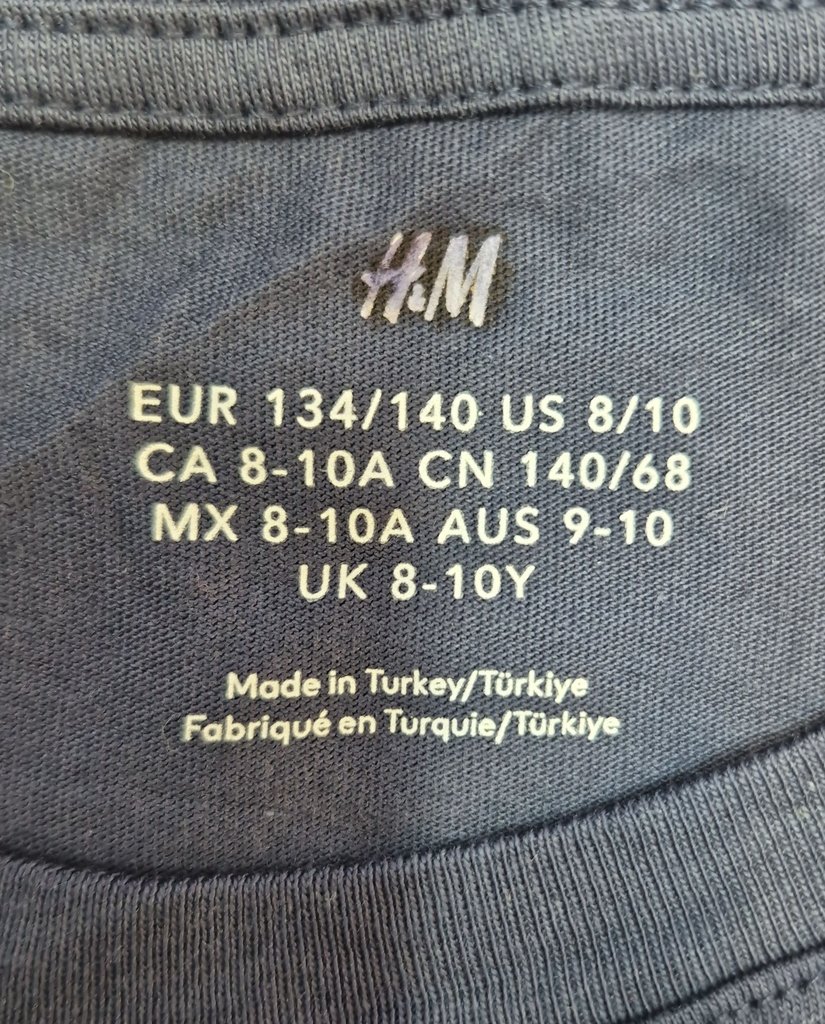 H&M
EUR 134/140 US 8/10
CA 8-10A CN 140/68
MX 8-10A AUS 9-10
UK 8-10Y
Made in Turkey/Türkiye
Fabriqué en Turquie/Türkiye